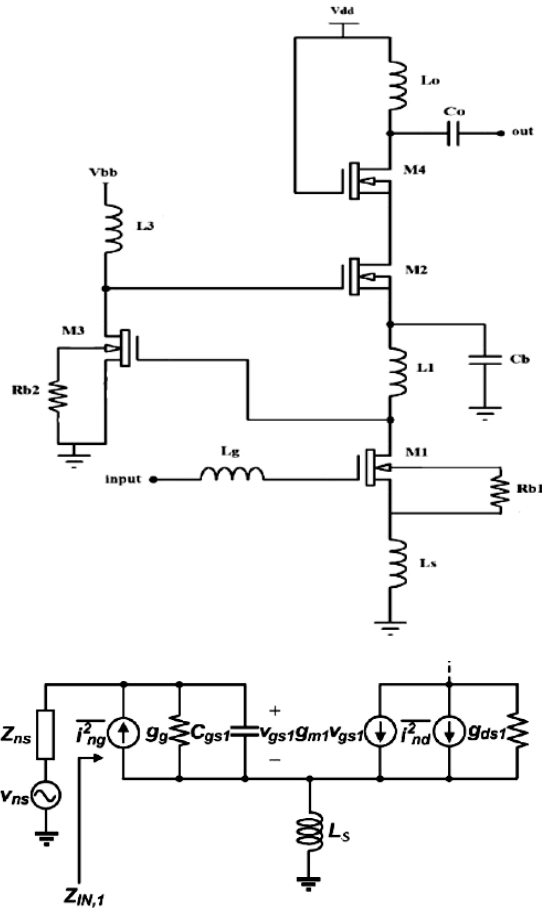 Vdd
Lo
Co
out
M4
Vbb
L3
M2
M3
L1
Cb
Rb2
Lg
M1
input
Rb1
Ls
Zns
i²ng
gg
Cgs1
+
vgs1
−
gm1vgs1
i²nd
gds1
vns
LS
ZIN,1